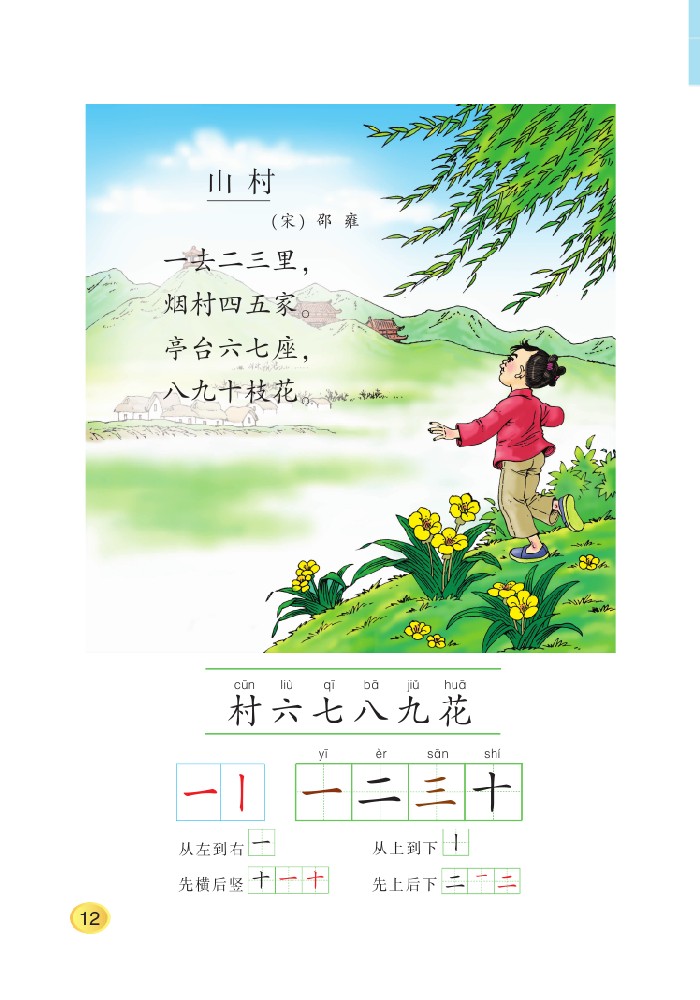 山村
（宋）邵 雍
一去二三里，
烟村四五家。
亭台六七座，
八九十枝花。
cūn liù qī bā jiǔ huā
村六七八九花
yī èr sān shí
一丨 一二三十
从左到右 一 从上到下 丨
先横后竖 十 一 十 先上后下 二 一 二
12